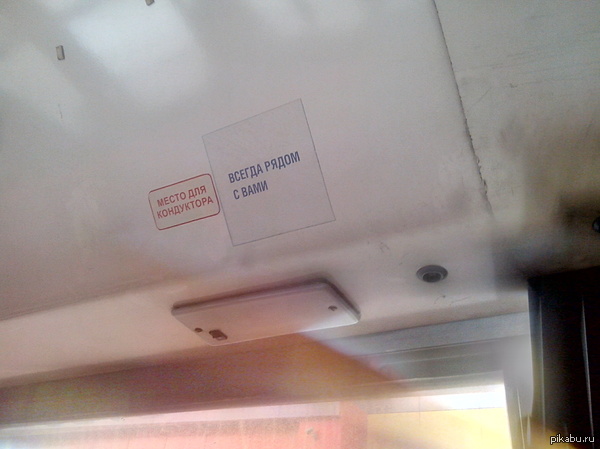 МЕСТО ДЛЯ
КОНДУКТОРА
ВСЕГДА РЯДОМ
С ВАМИ
pikabu.ru